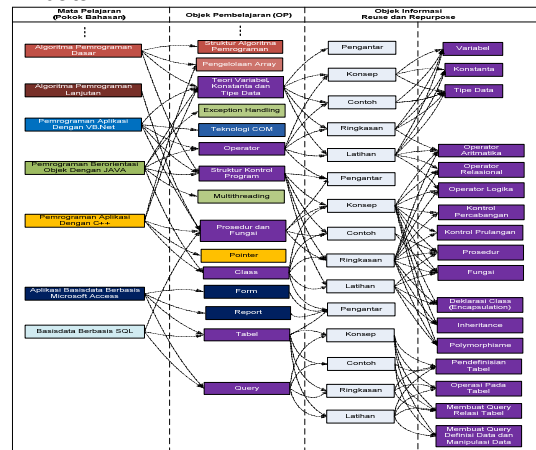 Mata Pelajaran
(Pokok Bahasan)
Objek Pembelajaran (OP)
Objek Informasi
Reuse dan Repurpose
Algoritma Pemrograman
Dasar
Algoritma Pemrograman
Lanjutan
Pemrograman Aplikasi
Dengan VB.Net
Pemrograman Berorientasi
Objek Dengan JAVA
Pemrograman Aplikasi
Dengan C++
Aplikasi Basisdata Berbasis
Microsoft Access
Basisdata Berbasis SQL
Struktur Algoritma
Pemrograman
Pengelolaan Array
Teori Variabel,
Konstanta dan
Tipe Data
Exception Handling
Teknologi COM
Operator
Struktur Kontrol
Program
Multithreading
Prosedur dan
Fungsi
Pointer
Class
Form
Report
Tabel
Query
Pengantar
Konsep
Contoh
Ringkasan
Latihan
Pengantar
Konsep
Contoh
Ringkasan
Latihan
Pengantar
Konsep
Contoh
Ringkasan
Latihan
Variabel
Konstanta
Tipe Data
Operator
Aritmatika
Operator
Relasional
Operator Logika
Kontrol
Percabangan
Kontrol Prulangan
Prosedur
Fungsi
Deklarasi Class
(Encapsulation)
Inheritance
Polymorphisme
Pendefinisian
Tabel
Operasi Pada
Tabel
Membuat Query
Relasi Tabel
Membuat Query
Definisi Data dan
Manipulasi Data